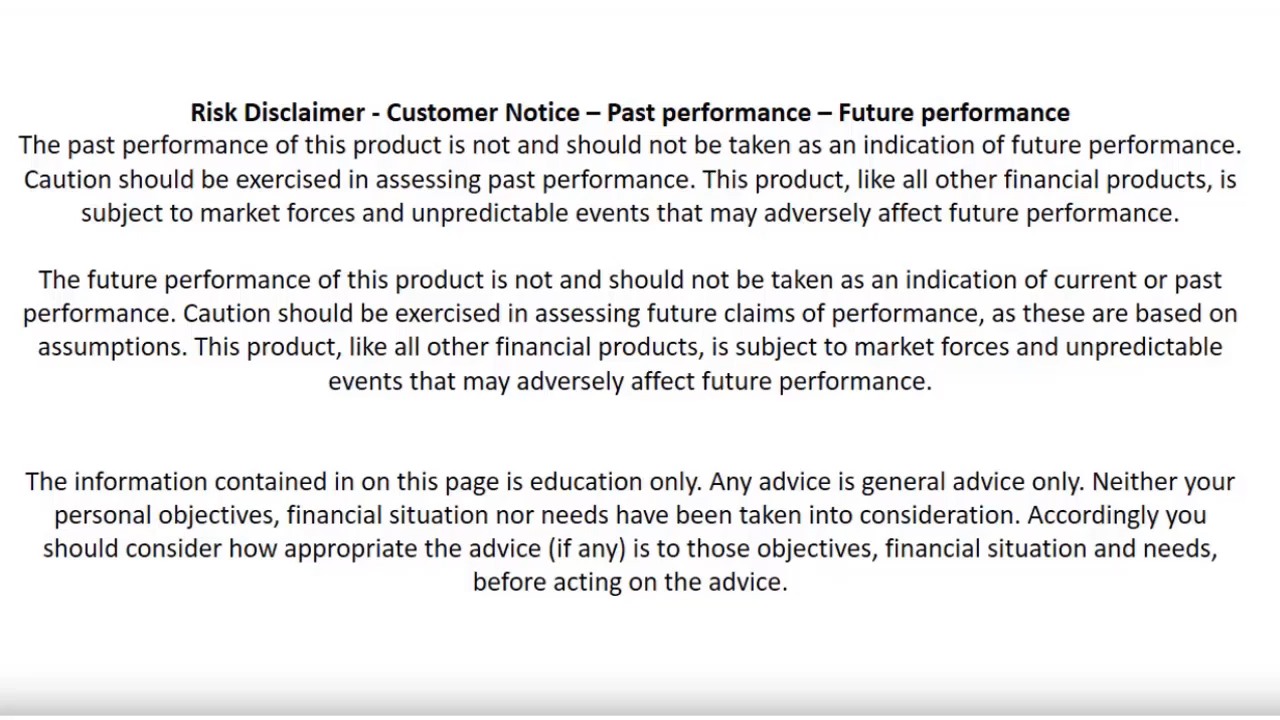 Risk Disclaimer - Customer Notice – Past performance – Future performance
The past performance of this product is not and should not be taken as an indication of future performance.
Caution should be exercised in assessing past performance. This product, like all other financial products, is
subject to market forces and unpredictable events that may adversely affect future performance.
The future performance of this product is not and should not be taken as an indication of current or past
performance. Caution should be exercised in assessing future claims of performance, as these are based on
assumptions. This product, like all other financial products, is subject to market forces and unpredictable
events that may adversely affect future performance.
The information contained in on this page is education only. Any advice is general advice only. Neither your
personal objectives, financial situation nor needs have been taken into consideration. Accordingly you
should consider how appropriate the advice (if any) is to those objectives, financial situation and needs,
before acting on the advice.